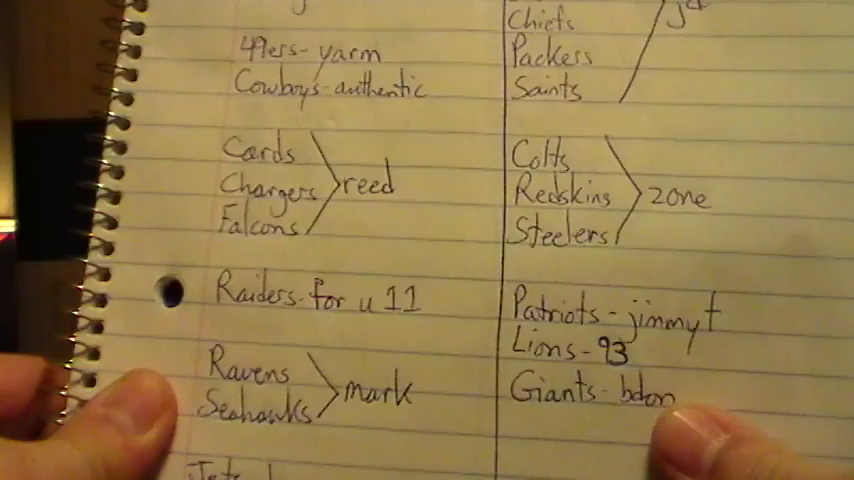 49ers - yarm
Cowboys - authentic
Cards
Chargers
Falcons
reed
Raiders - for u 11
Ravens
Seahawks
mark
Jets
Chiefs
Packers
Saints
Colts
Redskins
Steelers
zone
Patriots - jimmy t
Lions - 93
Giants - bdon